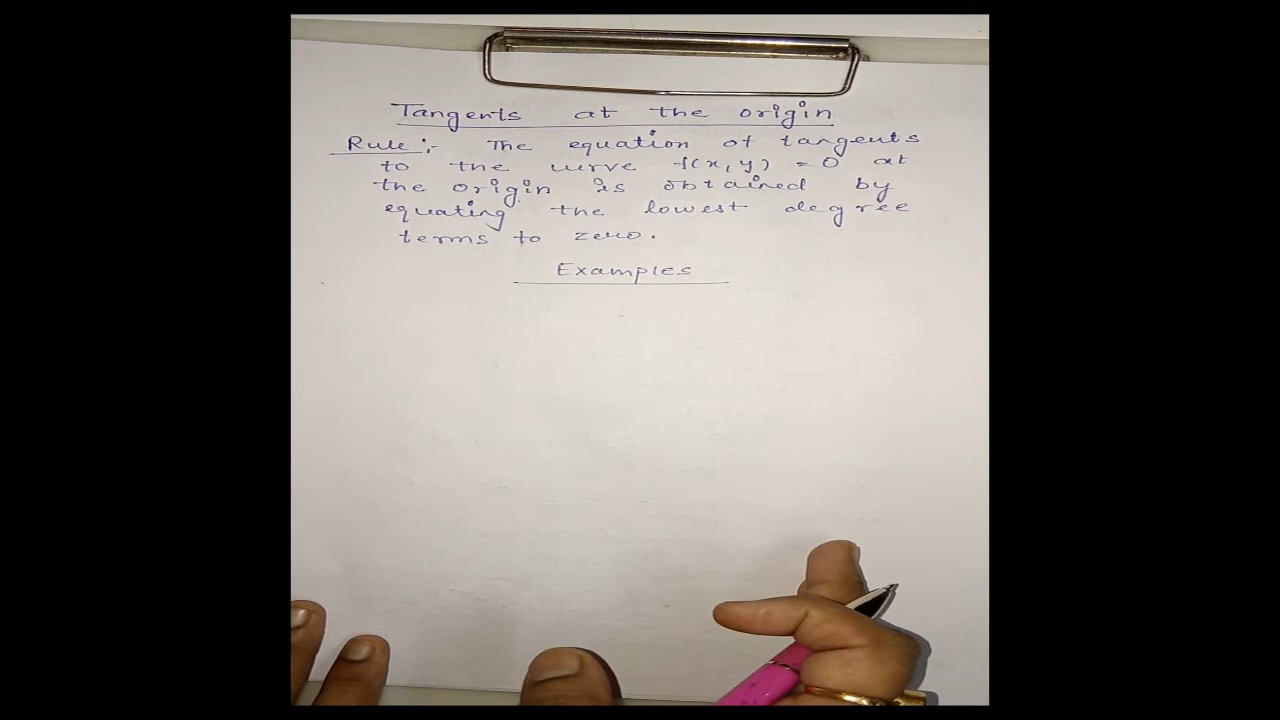 Tangents at the origin
Rule:- The equation of tangents
to the curve f(x, y) = 0 at
the origin is obtained by
equating the lowest degree
terms to zero.
Examples